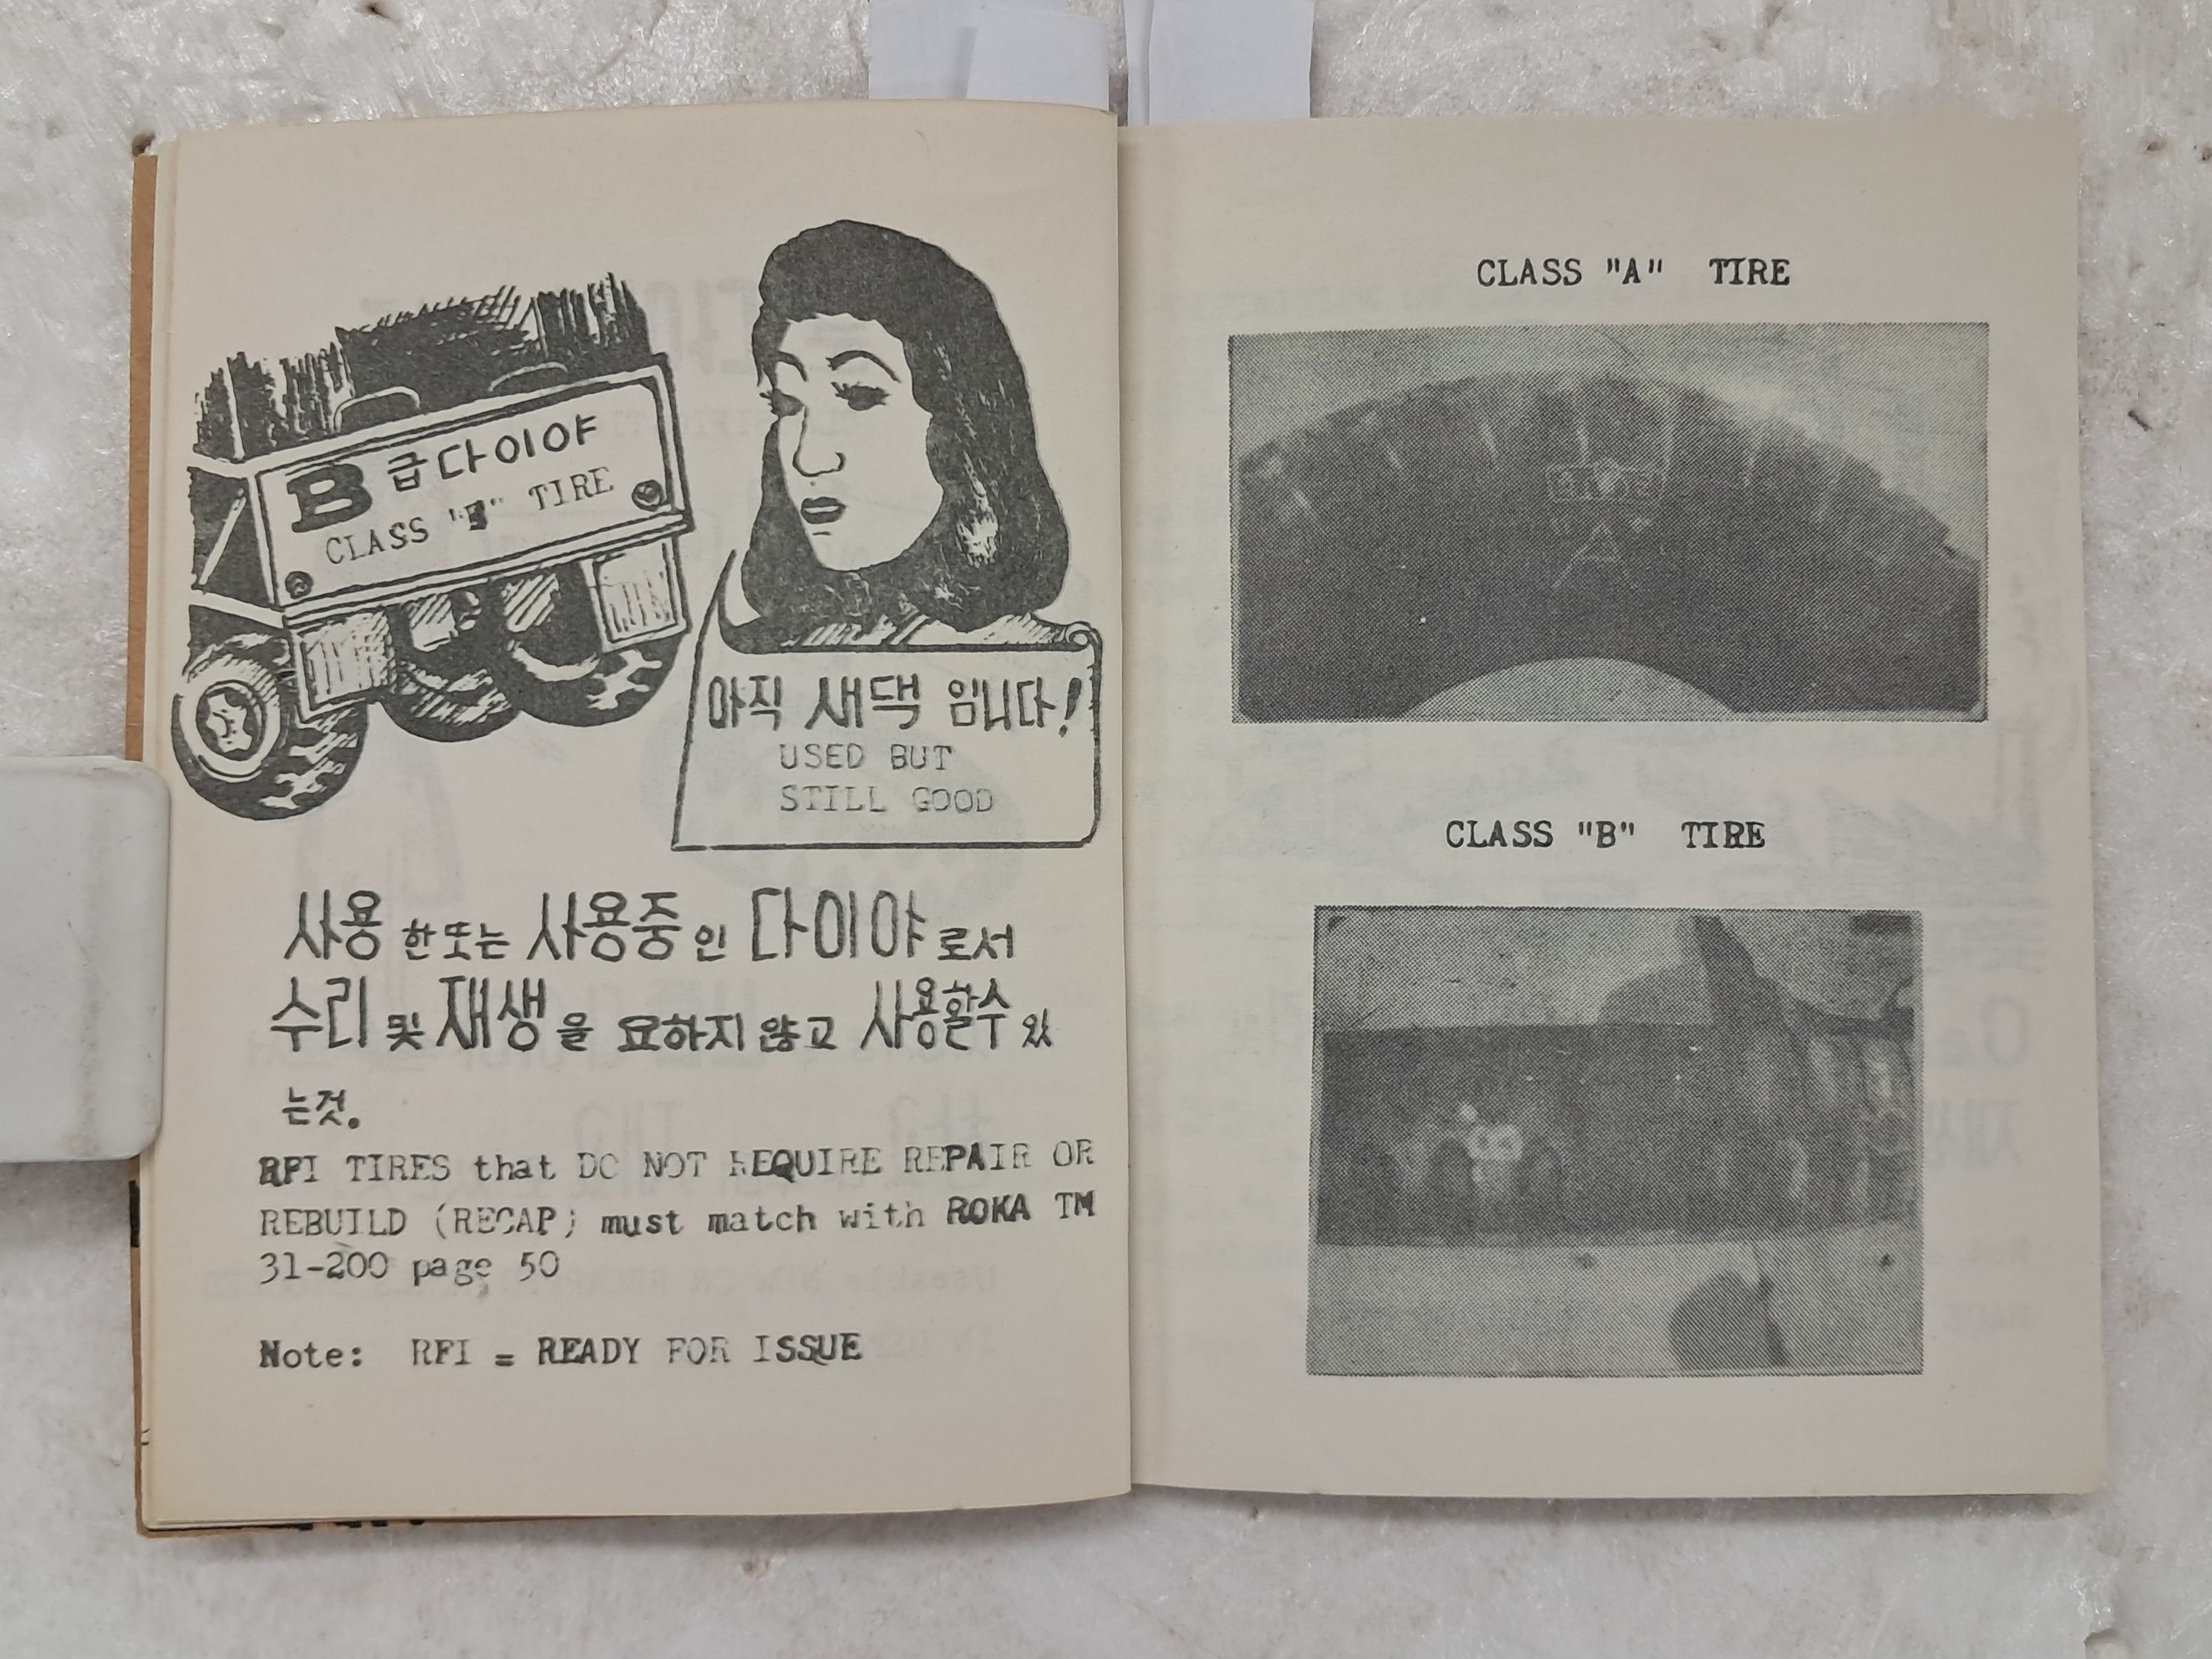 B 급 다이야
CLASS "B" TIRE
아직 새댁 임니다!
USED BUT
STILL GOOD
사용 한또는 사용중 인 다이야 로서
수리 및 재생 을 요하지 않고 사용할수 있
는것.
RFI TIRES that DO NOT REQUIRE REPAIR OR
REBUILD (RECAP) must match with ROKA TM
31-200 page 50
Note: RFI = READY FOR ISSUE
CLASS "A" TIRE
A
CLASS "B" TIRE